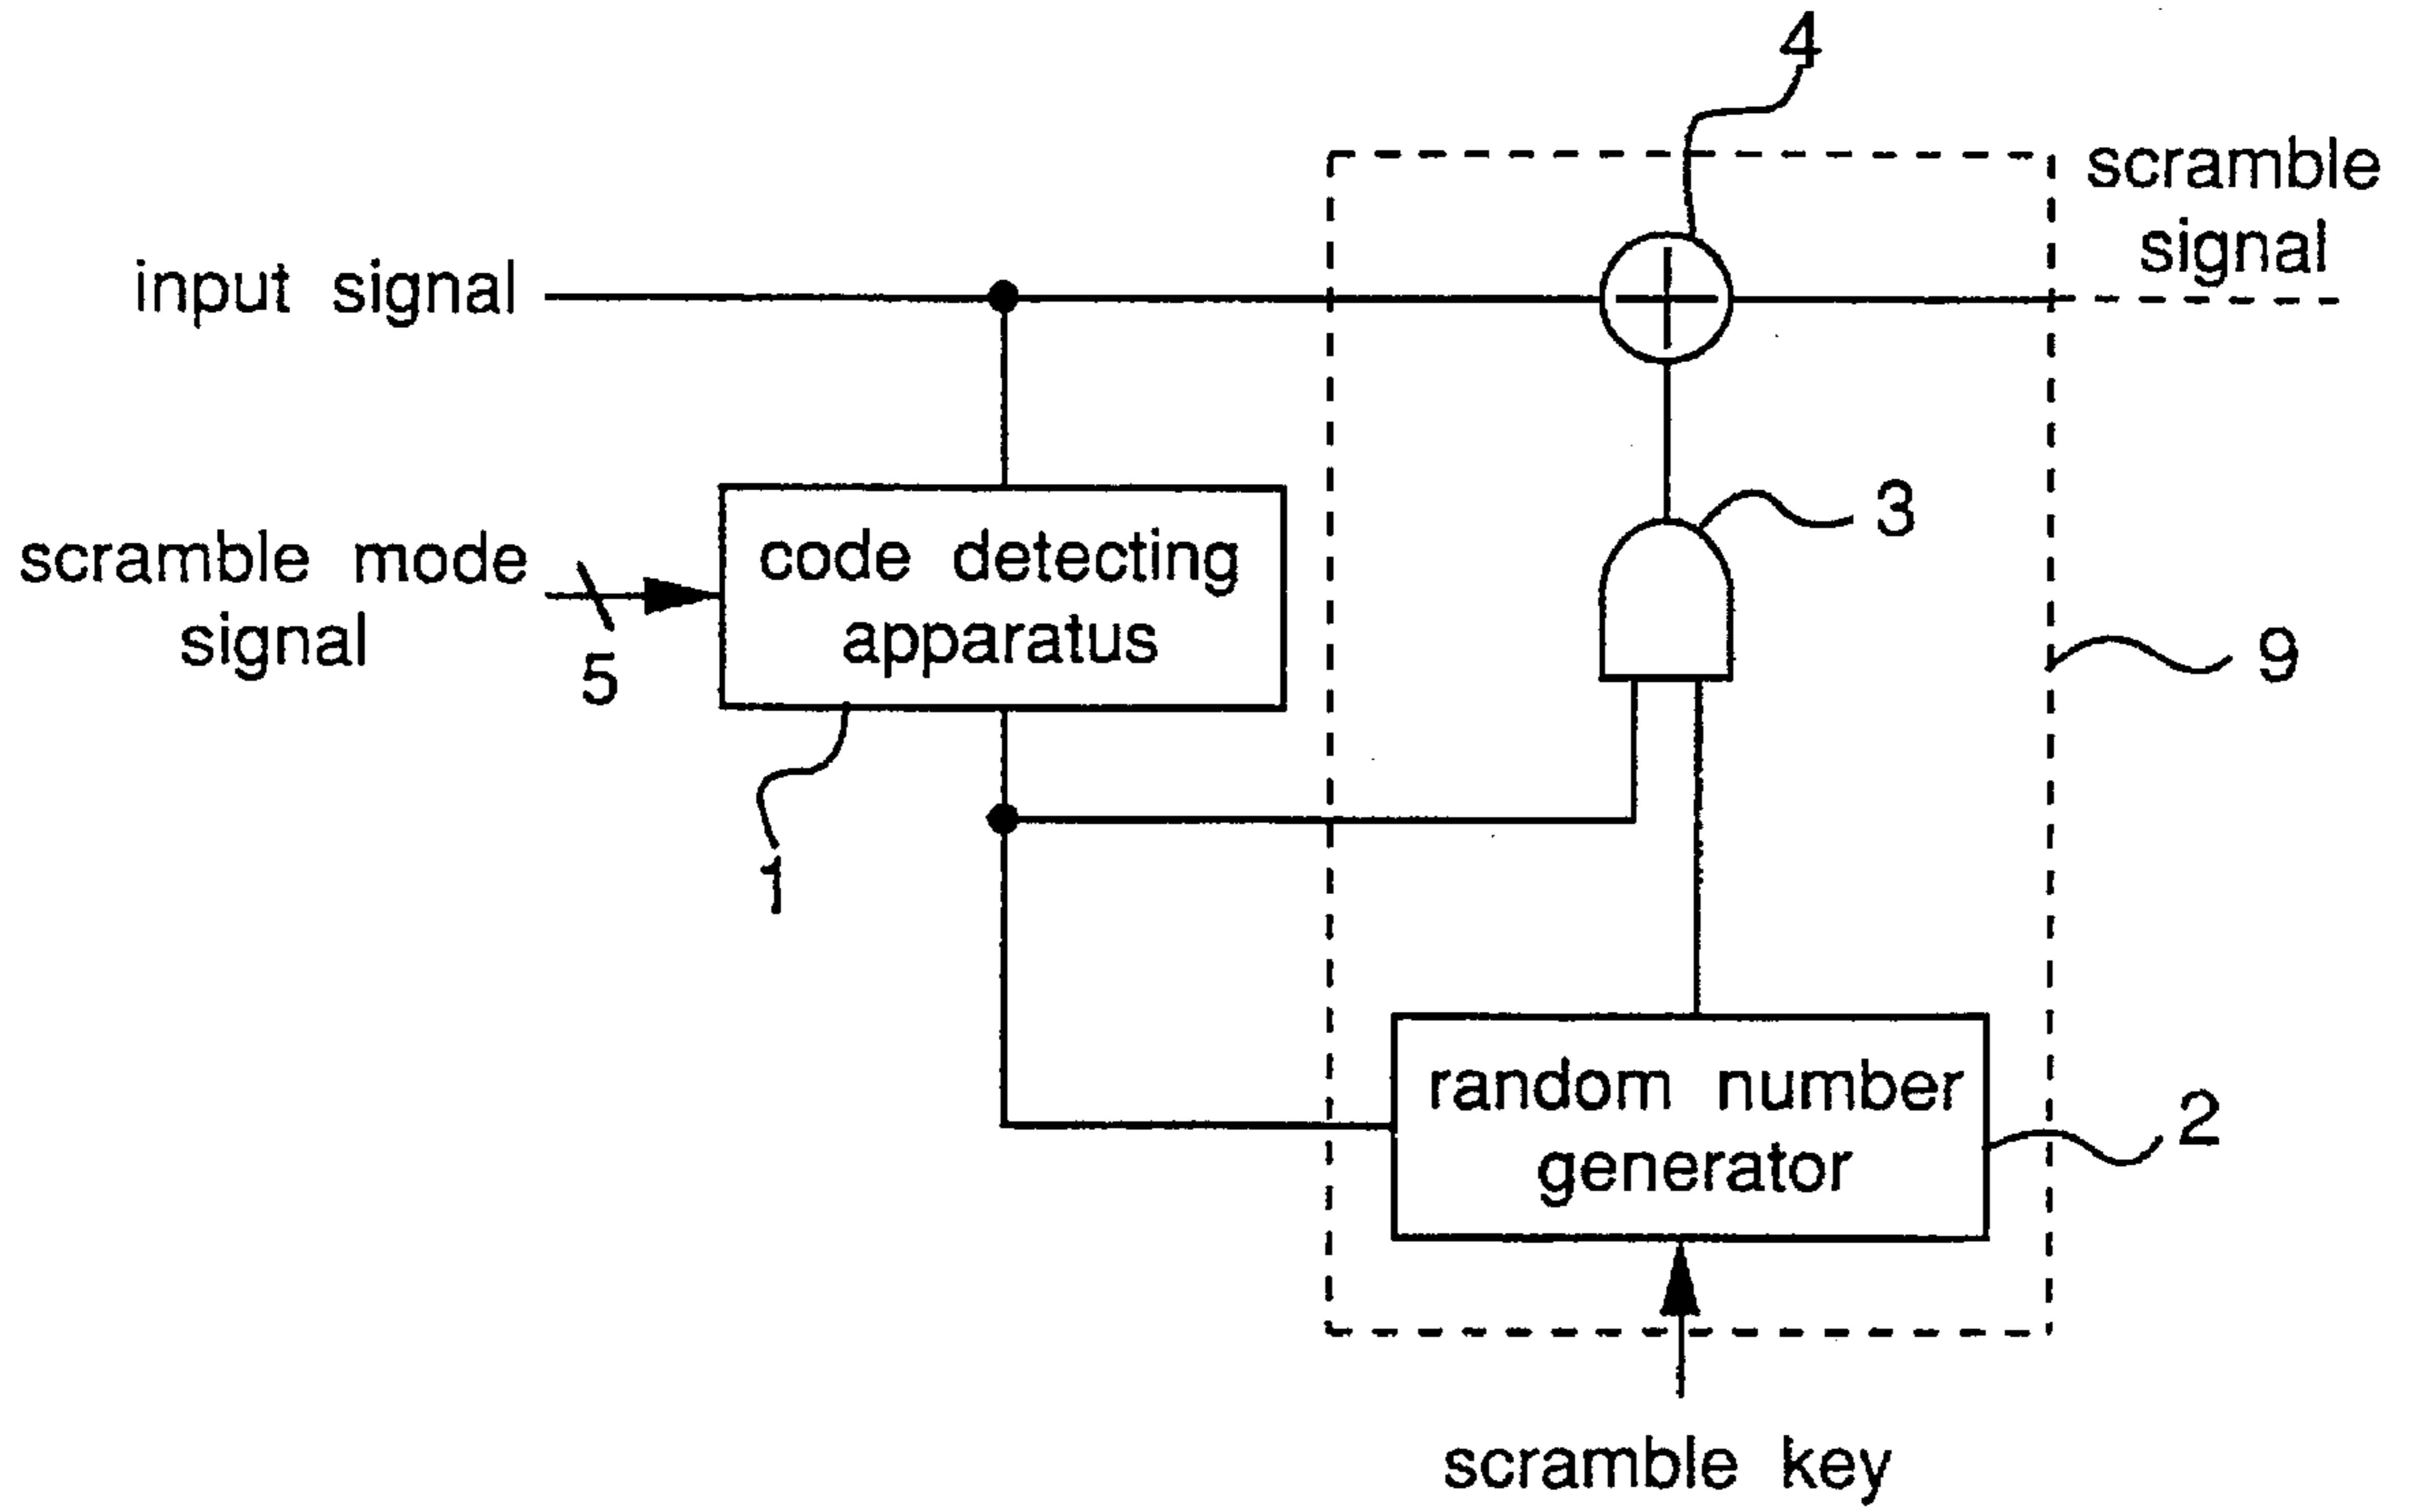 4
scramble
signal
input signal
3
scramble mode
signal
5
code detecting
apparatus
9
1
random number
generator
2
scramble key